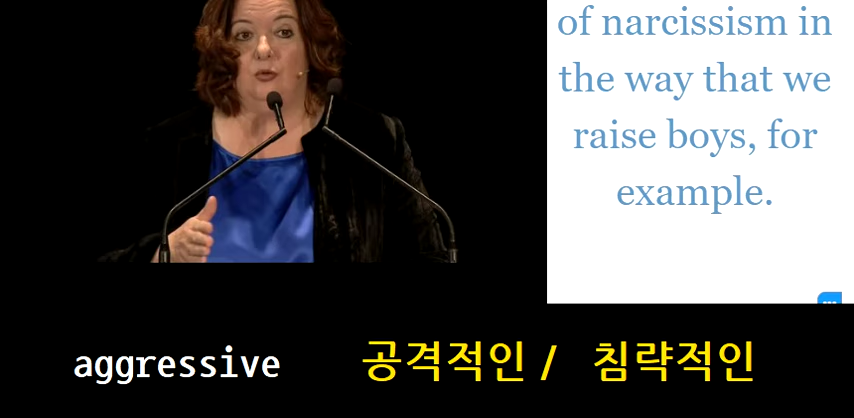 of narcissism in
the way that we
raise boys, for
example.
aggressive 공격적인 / 침략적인